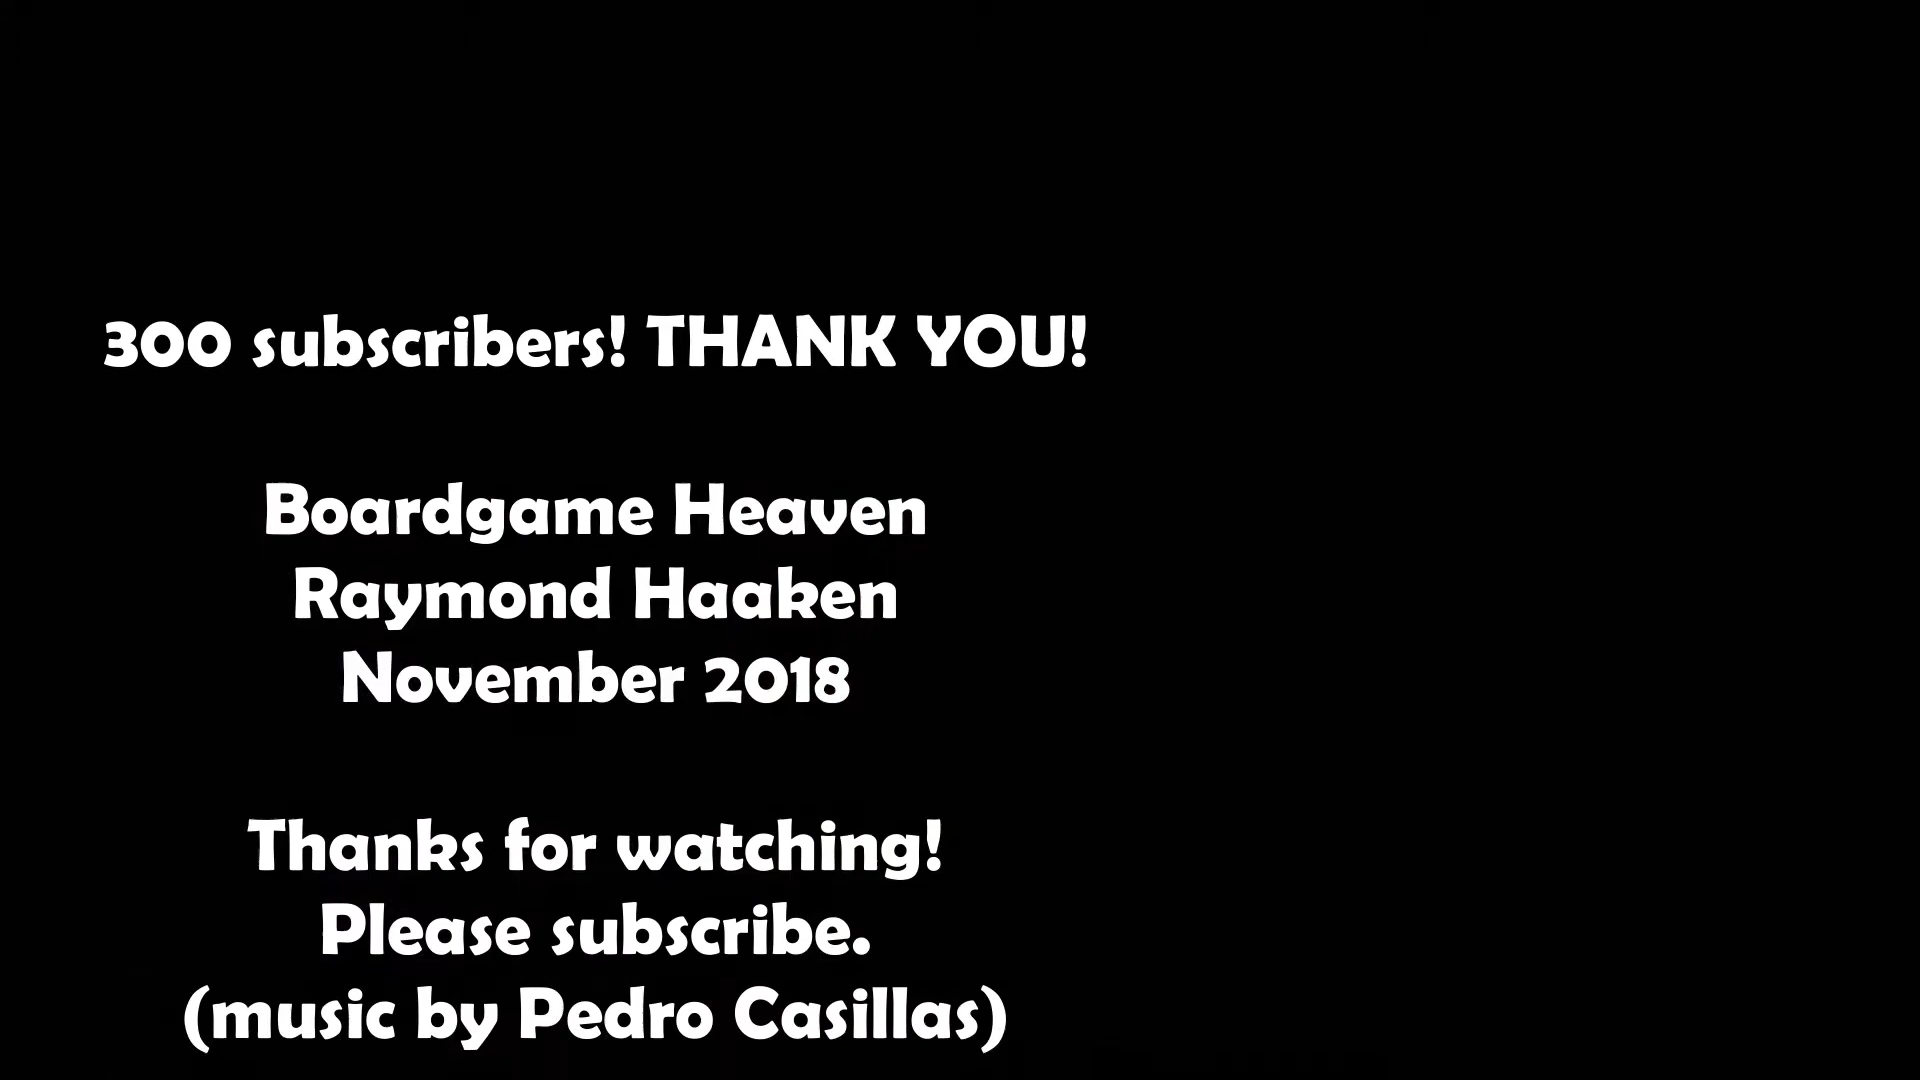 300 subscribers! THANK YOU!
Boardgame Heaven
Raymond Haaken
November 2018
Thanks for watching!
Please subscribe.
(music by Pedro Casillas)